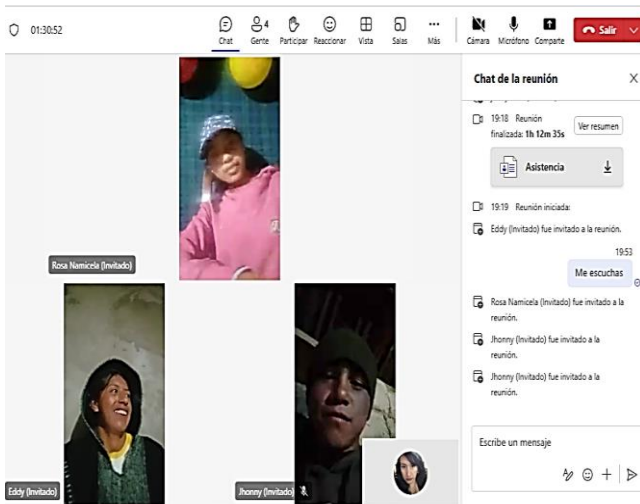 01:30:52
Chat
4
Gente
Participar
Reaccionar
Vista
Salas
Más
Cámara
Micrófono
Comparte
Salir
Chat de la reunión
19:18 Reunión
finalizada: 1h 12m 35s
Ver resumen
Asistencia
19:19 Reunión iniciada:
Eddy (Invitado) fue invitado a la reunión.
19:53
Me escuchas
Rosa Namicela (Invitado) fue invitado a la
reunión.
Jhonny (Invitado) fue invitado a la
reunión.
Jhonny (Invitado) fue invitado a la
reunión.
Escribe un mensaje
Rosa Namicela (Invitado)
Eddy (Invitado)
Jhonny (Invitado)